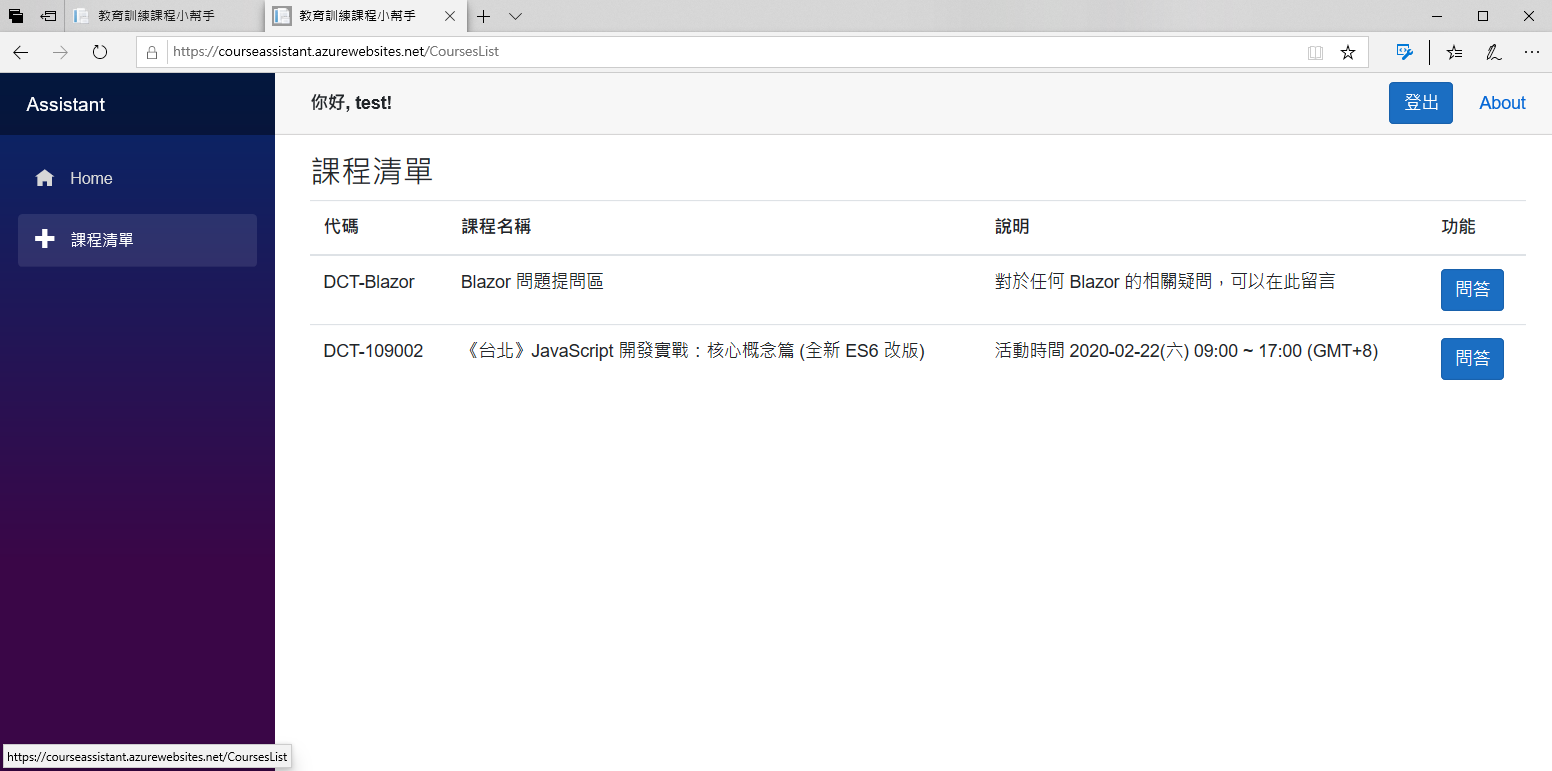 教育訓練課程小幫手
教育訓練課程小幫手
https://courseassistant.azurewebsites.net/CoursesList
Assistant
你好, test!
登出
About
Home
課程清單
課程清單
代碼 課程名稱 說明 功能
DCT-Blazor Blazor 問題提問區 對於任何 Blazor 的相關疑問，可以在此留言 問答
DCT-109002 《台北》JavaScript 開發實戰：核心概念篇 (全新 ES6 改版) 活動時間 2020-02-22(六) 09:00 ~ 17:00 (GMT+8) 問答
https://courseassistant.azurewebsites.net/CoursesList